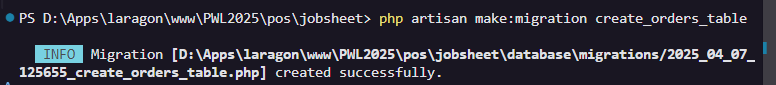 PS D:\Apps\laragon\www\PWL2025\pos\jobsheet> php artisan make:migration create_orders_table
INFO Migration [D:\Apps\laragon\www\PWL2025\pos\jobsheet\database\migrations/2025_04_07_
125655_create_orders_table.php] created successfully.